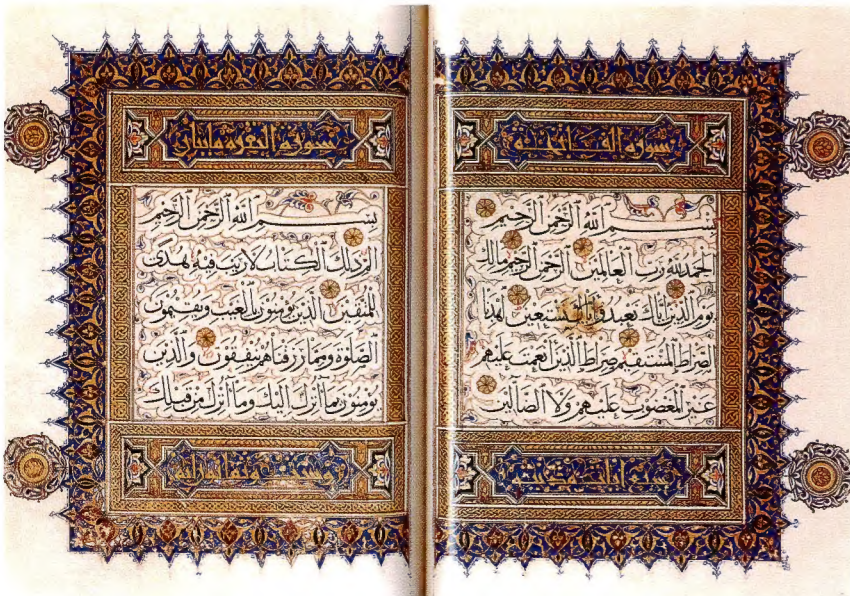 سورة الفاتحة
بسم الله الرحمن الرحيم
الحمد لله رب العالمين الرحمن الرحيم مالك
يوم الدين اياك نعبد واياك نستعين اهدنا
الصراط المستقيم صراط الذين انعمت عليهم
غير المغضوب عليهم ولا الضالين
سورة البقرة مايتان
بسم الله الرحمن الرحيم
الم ذلك الكتاب لا ريب فيه هدى
للمتقين الذين يؤمنون بالغيب ويقيمون
الصلوة ومما رزقناهم ينفقون والذين
يؤمنون بما انزل اليك وما انزل من قبلك